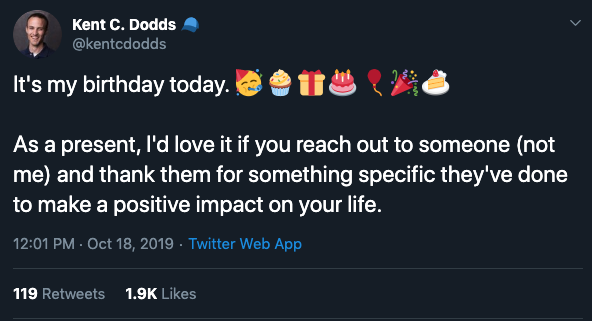 Kent C. Dodds 🧢
@kentcdodds
It's my birthday today. 🥳🧁🎁🎂🎈🎉🍰
As a present, I'd love it if you reach out to someone (not
me) and thank them for something specific they've done
to make a positive impact on your life.
12:01 PM · Oct 18, 2019 · Twitter Web App
119 Retweets 1.9K Likes